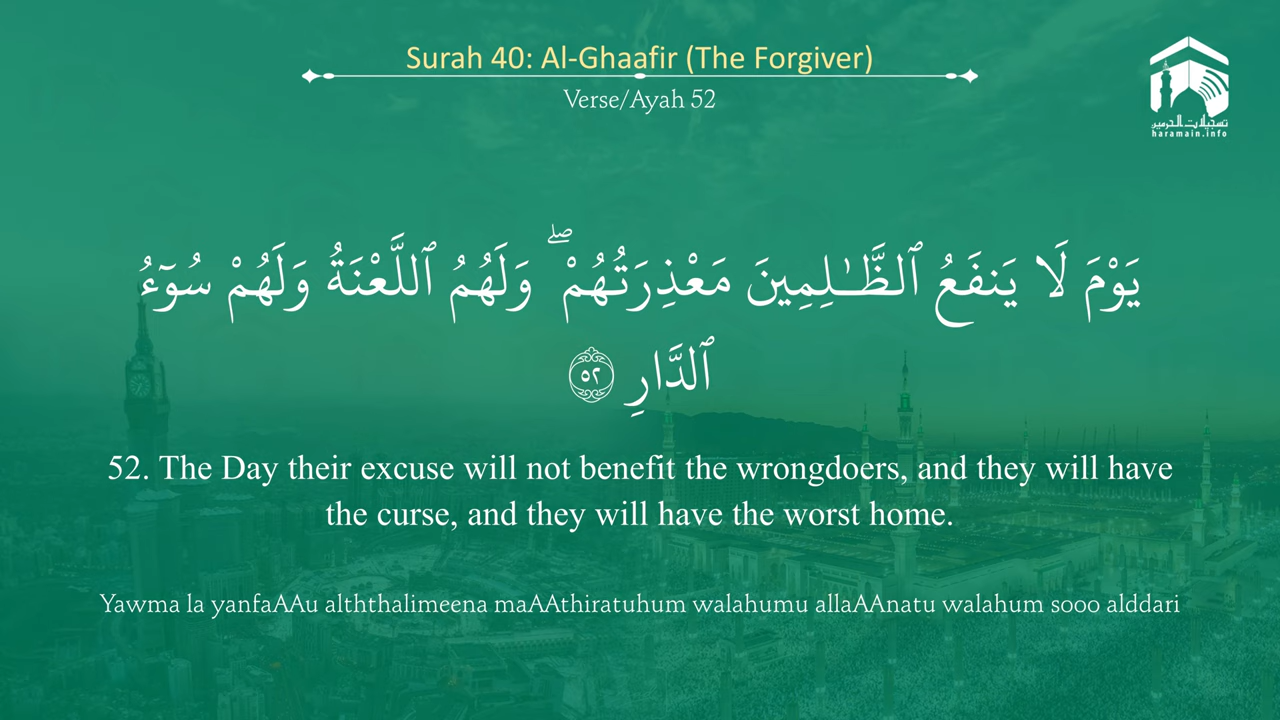 Surah 40: Al-Ghaafir (The Forgiver)
Verse/Ayah 52
تسجيلات الحرمين
haramain.info
يَوْمَ لَا يَنفَعُ ٱلظَّـٰلِمِينَ مَعْذِرَتُهُمْ ۖ وَلَهُمُ ٱللَّعْنَةُ وَلَهُمْ سُوٓءُ
ٱلدَّارِ ٥٢
52. The Day their excuse will not benefit the wrongdoers, and they will have
the curse, and they will have the worst home.
Yawma la yanfaAAu alththalimeena maAAthiratuhum walahumu allaAAnatu walahum sooo alddari